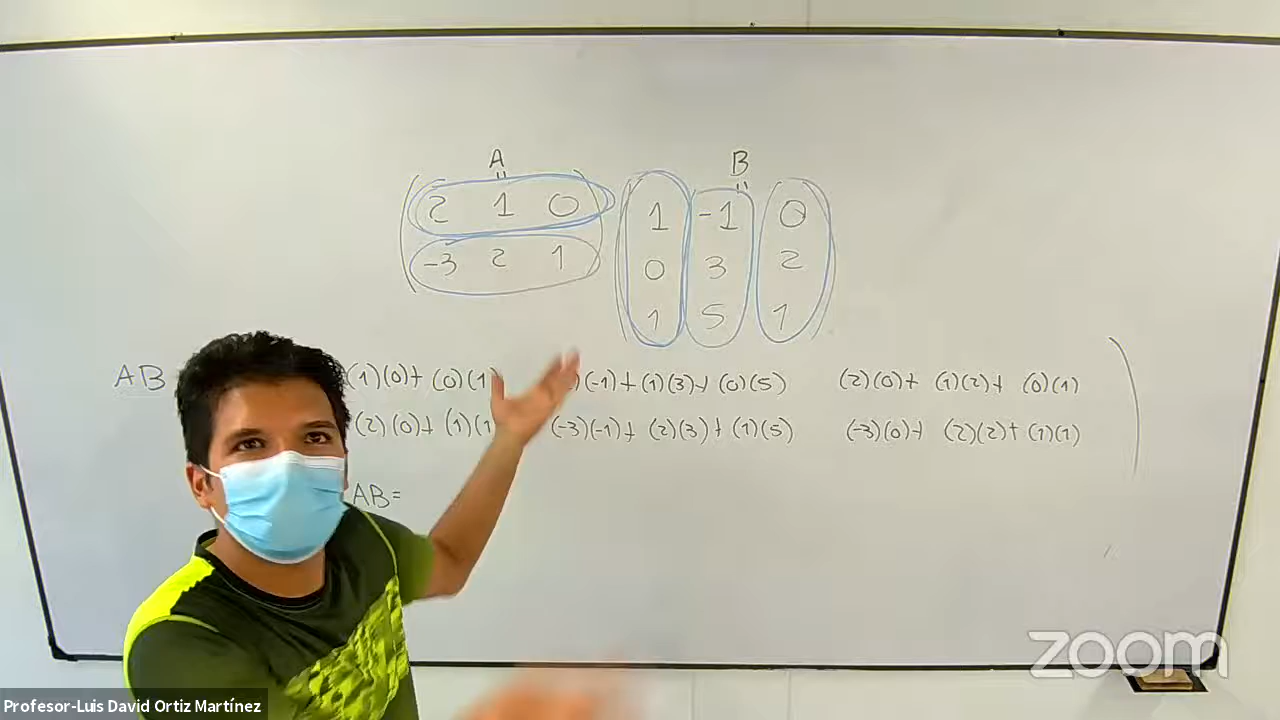 A B
2 1 0 1 -1 0
-3 2 1 0 3 2
1 5 1
AB (1)(0)+ (0)(1) (-1)+(1)(3)+(0)(5) (2)(0)+ (1)(2)+ (0)(1)
(2)(0)+ (1)(1 (-3)(-1)+ (2)(3)+(1)(5) (-3)(0)+ (2)(2)+(1)(1)
AB=
zoom
Profesor-Luis David Ortiz Martínez